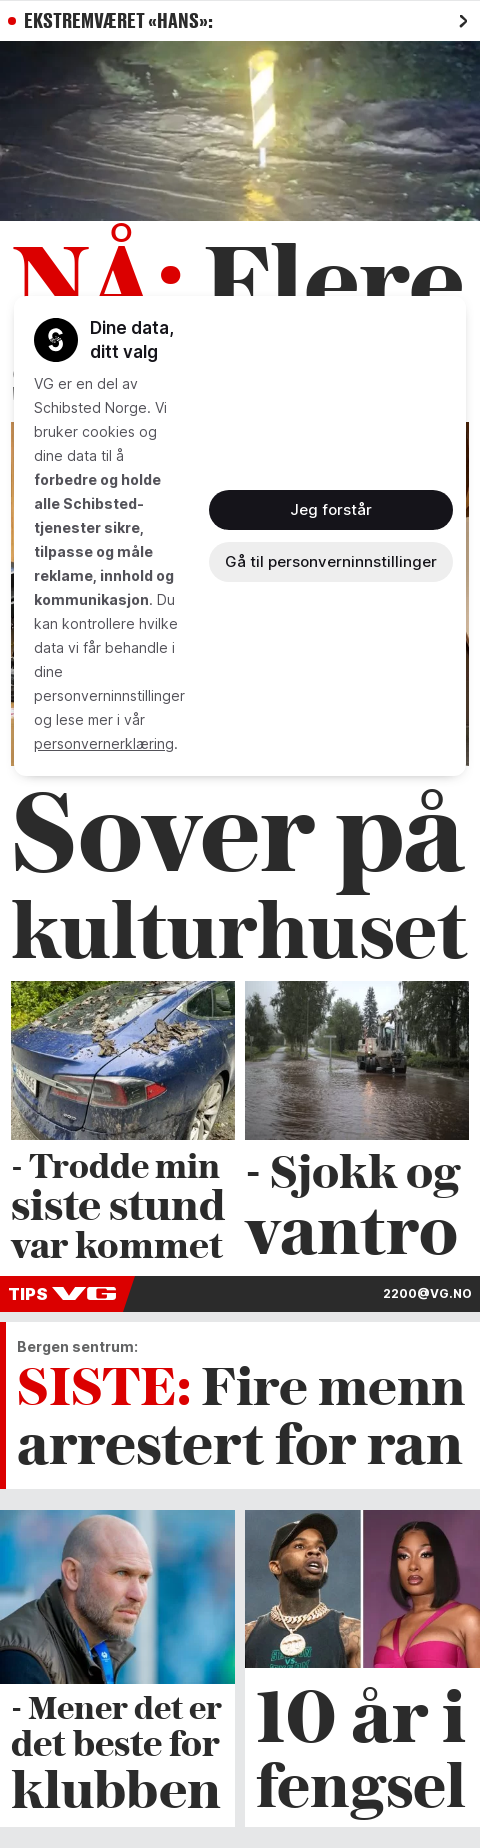 EKSTREMVÆRET «HANS»:
NÅ: Flere
Dine data,
ditt valg
VG er en del av
Schibsted Norge. Vi
bruker cookies og
dine data til å
forbedre og holde
alle Schibsted-
tjenester sikre,
tilpasse og måle
reklame, innhold og
kommunikasjon. Du
kan kontrollere hvilke
data vi får behandle i
dine
personverninnstillinger
og lese mer i vår
personvernerklæring.
Jeg forstår
Gå til personverninnstillinger
Sover på
kulturhuset
- Trodde min
siste stund
var kommet
- Sjokk og
vantro
TIPS VG
2200@VG.NO
Bergen sentrum:
SISTE: Fire menn
arrestert for ran
- Mener det er
det beste for
klubben
10 år i
fengsel